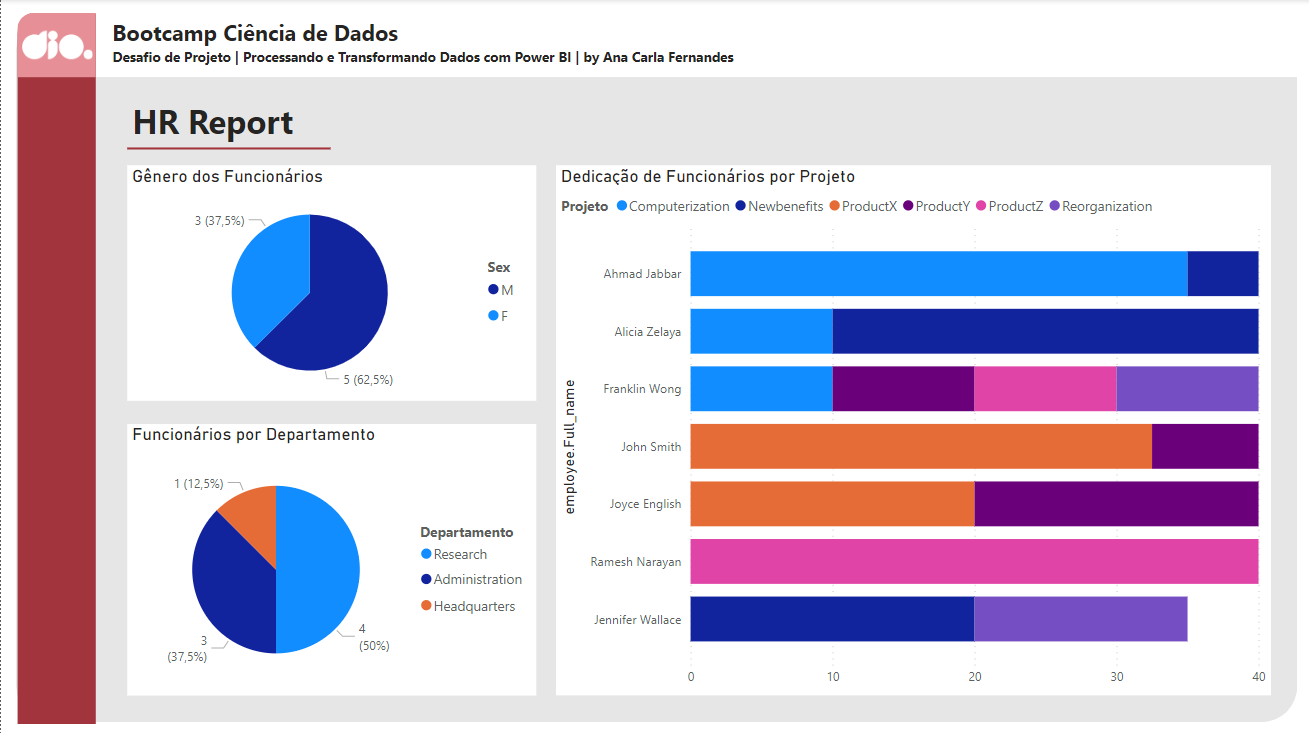 dio.
Bootcamp Ciência de Dados
Desafio de Projeto | Processando e Transformando Dados com Power BI | by Ana Carla Fernandes
HR Report
Gênero dos Funcionários
3 (37,5%)
5 (62,5%)
Sex
M
F
Funcionários por Departamento
1 (12,5%)
3
(37,5%)
4
(50%)
Departamento
Research
Administration
Headquarters
Dedicação de Funcionários por Projeto
Projeto Computerization Newbenefits ProductX ProductY ProductZ Reorganization
employee.Full_name
Ahmad Jabbar
Alicia Zelaya
Franklin Wong
John Smith
Joyce English
Ramesh Narayan
Jennifer Wallace
0 10 20 30 40